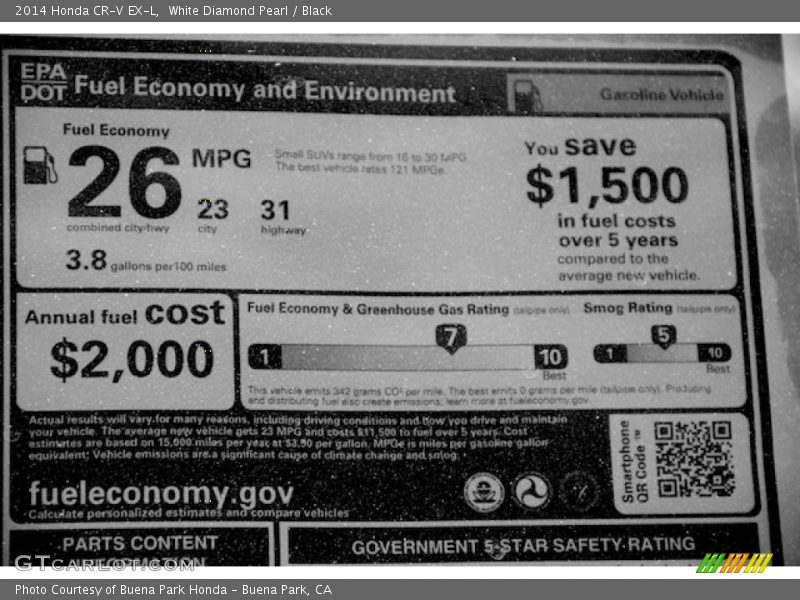 2014 Honda CR-V EX-L, White Diamond Pearl / Black
EPA
DOT
Fuel Economy and Environment
Gasoline Vehicle
Fuel Economy
26 MPG
combined city/hwy
23
city
31
highway
Small SUVs range from 16 to 30 MPG
The best vehicle rates 121 MPGe.
3.8 gallons per 100 miles
You save
$1,500
in fuel costs
over 5 years
compared to the
average new vehicle.
Annual fuel cost
$2,000
Fuel Economy & Greenhouse Gas Rating (tailpipe only)
1
7
10
Best
Smog Rating (tailpipe only)
1
5
10
Best
This vehicle emits 342 grams CO² per mile. The best emits 0 grams per mile (tailpipe only). Producing
and distributing fuel also create emissions; learn more at fueleconomy.gov.
Actual results will vary for many reasons, including driving conditions and how you drive and maintain
your vehicle. The average new vehicle gets 23 MPG and costs $11,500 to fuel over 5 years. Cost
estimates are based on 15,000 miles per year at $3.50 per gallon. MPGe is miles per gasoline gallon
equivalent. Vehicle emissions are a significant cause of climate change and smog.
fueleconomy.gov
Calculate personalized estimates and compare vehicles
Smartphone
QR Code™
PARTS CONTENT
GOVERNMENT 5-STAR SAFETY RATING
GTcarlot.com
Photo Courtesy of Buena Park Honda - Buena Park, CA